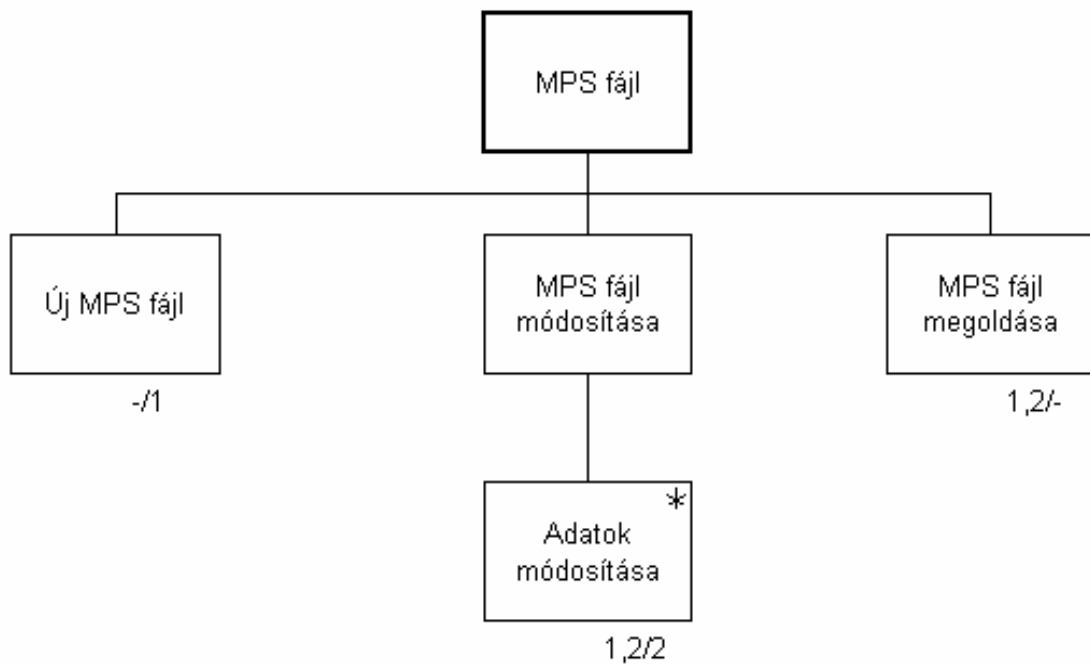 MPS fájl
Új MPS fájl
-/1
MPS fájl
módosítása
MPS fájl
megoldása
1,2/-
*
Adatok
módosítása
1,2/2